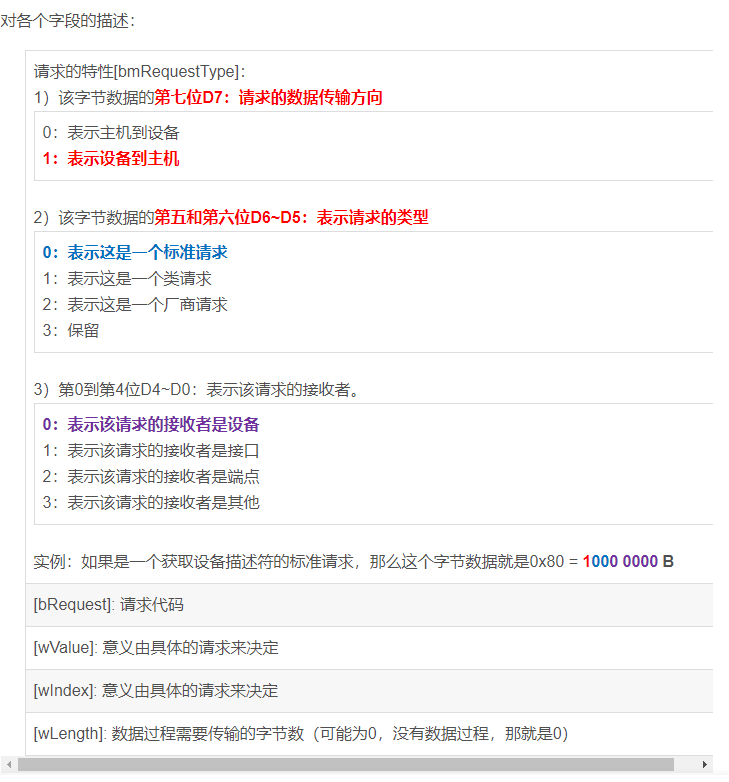 对各个字段的描述：
请求的特性[bmRequestType]：
1）该字节数据的第七位D7：请求的数据传输方向
0：表示主机到设备
1：表示设备到主机
2）该字节数据的第五和第六位D6~D5：表示请求的类型
0：表示这是一个标准请求
1：表示这是一个类请求
2：表示这是一个厂商请求
3：保留
3）第0到第4位D4~D0：表示该请求的接收者。
0：表示该请求的接收者是设备
1：表示该请求的接收者是接口
2：表示该请求的接收者是端点
3：表示该请求的接收者是其他
实例：如果是一个获取设备描述符的标准请求，那么这个字节数据就是0x80 = 1000 0000 B
[bRequest]: 请求代码
[wValue]: 意义由具体的请求来决定
[wIndex]: 意义由具体的请求来决定
[wLength]: 数据过程需要传输的字节数（可能为0，没有数据过程，那就是0）